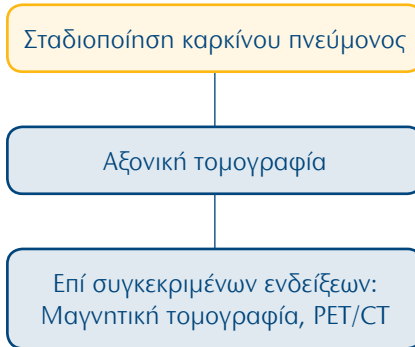 Σταδιοποίηση καρκίνου πνεύμονος
Αξονική τομογραφία
Επί συγκεκριμένων ενδείξεων:
Μαγνητική τομογραφία, PET/CT